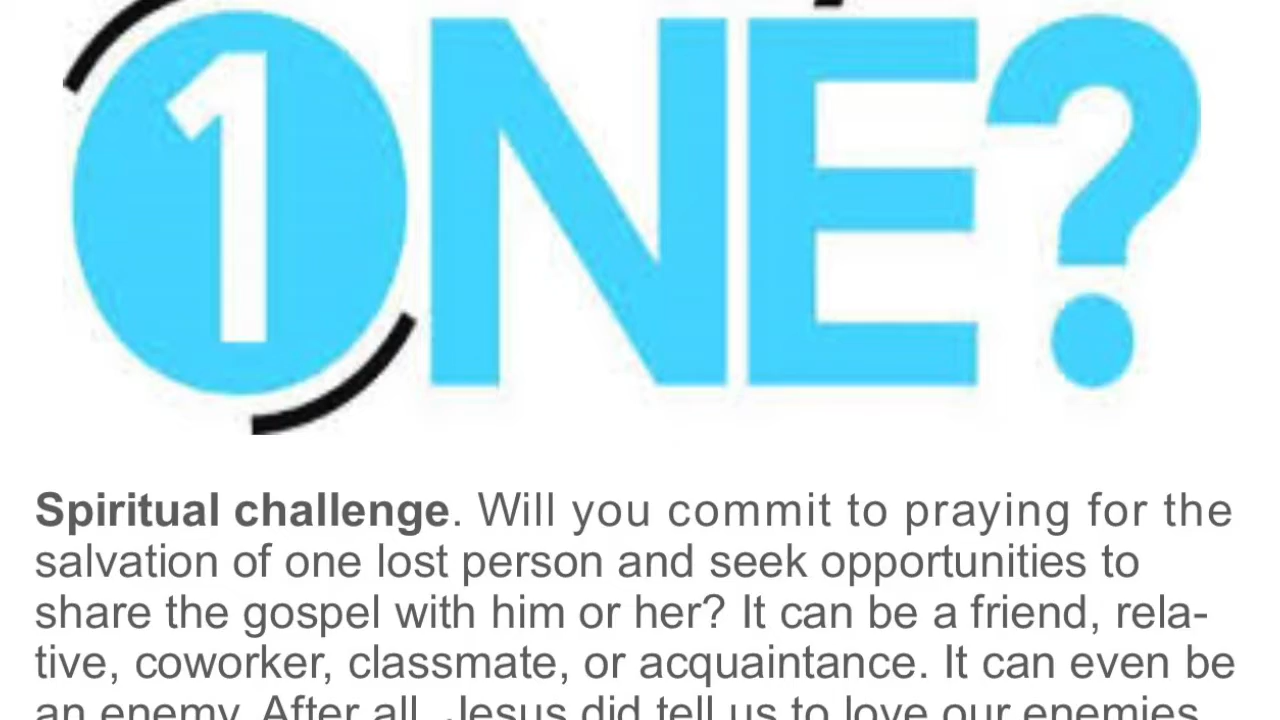 1NE?
Spiritual challenge. Will you commit to praying for the
salvation of one lost person and seek opportunities to
share the gospel with him or her? It can be a friend, rela-
tive, coworker, classmate, or acquaintance. It can even be
an enemy. After all, Jesus did tell us to love our enemies